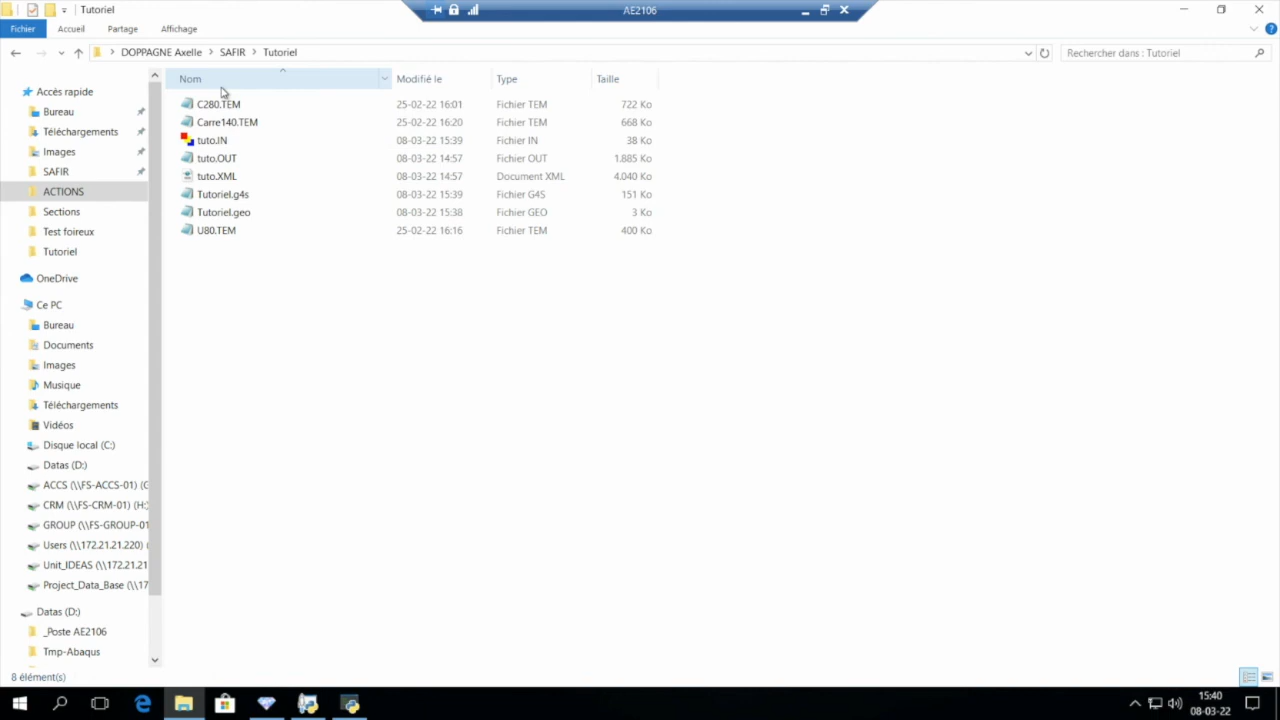 Tutoriel
AE2106
Fichier Accueil Partage Affichage
DOPPAGNE Axelle SAFIR Tutoriel
Rechercher dans : Tutoriel
Accès rapide
Bureau
Téléchargements
Images
SAFIR
ACTIONS
Sections
Test foireux
Tutoriel
OneDrive
Ce PC
Bureau
Documents
Images
Musique
Téléchargements
Vidéos
Disque local (C:)
Datas (D:)
ACCS (\\FS-ACCS-01) (G
CRM (\\FS-CRM-01) (H:)
GROUP (\\FS-GROUP-01
Users (\\172.21.21.220) (
Unit_IDEAS (\\172.21.21
Project_Data_Base (\\17
Datas (D:)
_Poste AE2106
Tmp-Abaqus
Nom Modifié le Type Taille
C280.TEM 25-02-22 16:01 Fichier TEM 722 Ko
Carre140.TEM 25-02-22 16:20 Fichier TEM 668 Ko
tuto.IN 08-03-22 15:39 Fichier IN 38 Ko
tuto.OUT 08-03-22 14:57 Fichier OUT 1.885 Ko
tuto.XML 08-03-22 14:57 Document XML 4.040 Ko
Tutoriel.g4s 08-03-22 15:39 Fichier G4S 151 Ko
Tutoriel.geo 08-03-22 15:38 Fichier GEO 3 Ko
U80.TEM 25-02-22 16:16 Fichier TEM 400 Ko
8 élément(s)
15:40
08-03-22